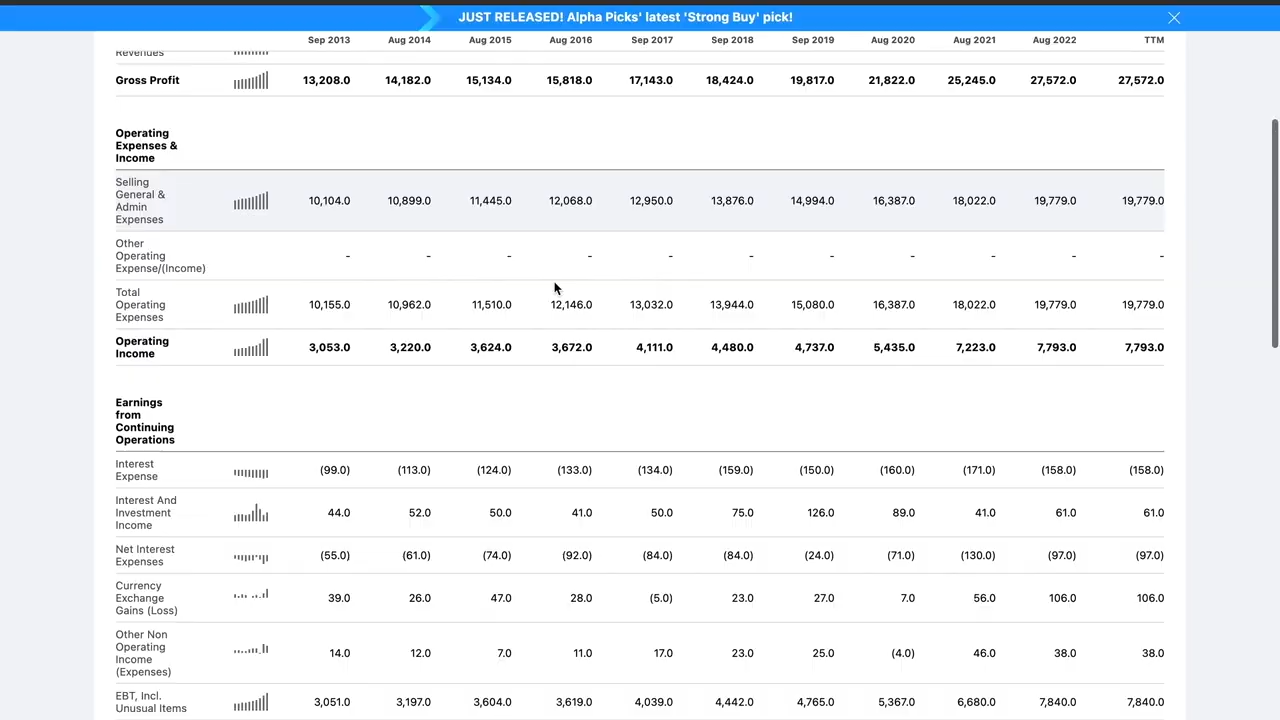 JUST RELEASED! Alpha Picks' latest 'Strong Buy' pick!
Sep 2013 Aug 2014 Aug 2015 Aug 2016 Sep 2017 Sep 2018 Sep 2019 Aug 2020 Aug 2021 Aug 2022 TTM
Revenues
Gross Profit 13,208.0 14,182.0 15,134.0 15,818.0 17,143.0 18,424.0 19,817.0 21,822.0 25,245.0 27,572.0 27,572.0
Operating
Expenses &
Income
Selling
General &
Admin
Expenses
10,104.0 10,899.0 11,445.0 12,068.0 12,950.0 13,876.0 14,994.0 16,387.0 18,022.0 19,779.0 19,779.0
Other
Operating
Expense/(Income)
- - - - - - - - - - -
Total
Operating
Expenses
10,155.0 10,962.0 11,510.0 12,146.0 13,032.0 13,944.0 15,080.0 16,387.0 18,022.0 19,779.0 19,779.0
Operating
Income
3,053.0 3,220.0 3,624.0 3,672.0 4,111.0 4,480.0 4,737.0 5,435.0 7,223.0 7,793.0 7,793.0
Earnings
from
Continuing
Operations
Interest
Expense
(99.0) (113.0) (124.0) (133.0) (134.0) (159.0) (150.0) (160.0) (171.0) (158.0) (158.0)
Interest And
Investment
Income
44.0 52.0 50.0 41.0 50.0 75.0 126.0 89.0 41.0 61.0 61.0
Net Interest
Expenses
(55.0) (61.0) (74.0) (92.0) (84.0) (84.0) (24.0) (71.0) (130.0) (97.0) (97.0)
Currency
Exchange
Gains (Loss)
39.0 26.0 47.0 28.0 (5.0) 23.0 27.0 7.0 56.0 106.0 106.0
Other Non
Operating
Income
(Expenses)
14.0 12.0 7.0 11.0 17.0 23.0 25.0 (4.0) 46.0 38.0 38.0
EBT, Incl.
Unusual Items
3,051.0 3,197.0 3,604.0 3,619.0 4,039.0 4,442.0 4,765.0 5,367.0 6,680.0 7,840.0 7,840.0